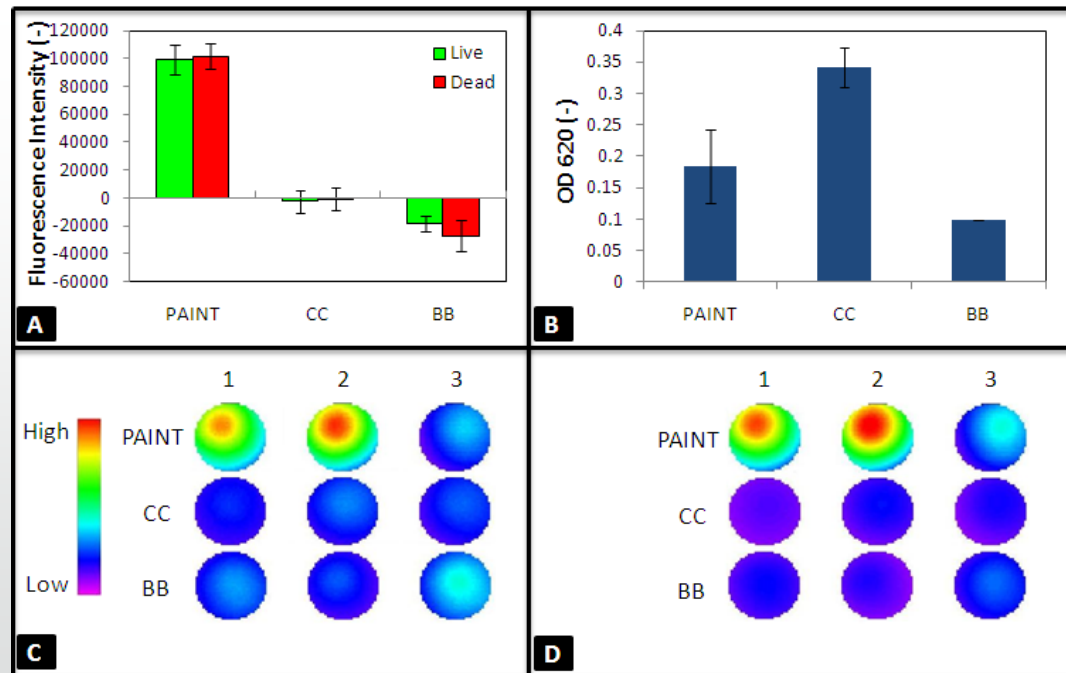 Fluorescence Intensity (-)
120000
100000
80000
60000
40000
20000
0
-20000
-40000
-60000
Live
Dead
PAINT CC BB
A
OD 620 (-)
0.4
0.35
0.3
0.25
0.2
0.15
0.1
0.05
0
PAINT CC BB
B
1 2 3
High
Low
PAINT
CC
BB
C
1 2 3
PAINT
CC
BB
D